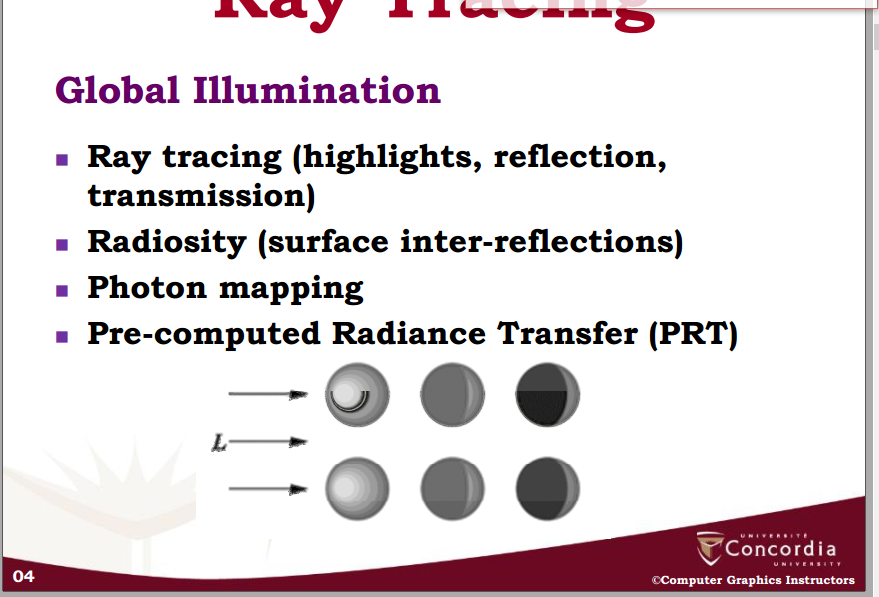 Ray Tracing
Global Illumination
Ray tracing (highlights, reflection,
transmission)
Radiosity (surface inter-reflections)
Photon mapping
Pre-computed Radiance Transfer (PRT)
L
UNIVERSITÉ
Concordia
UNIVERSITY
04
©Computer Graphics Instructors